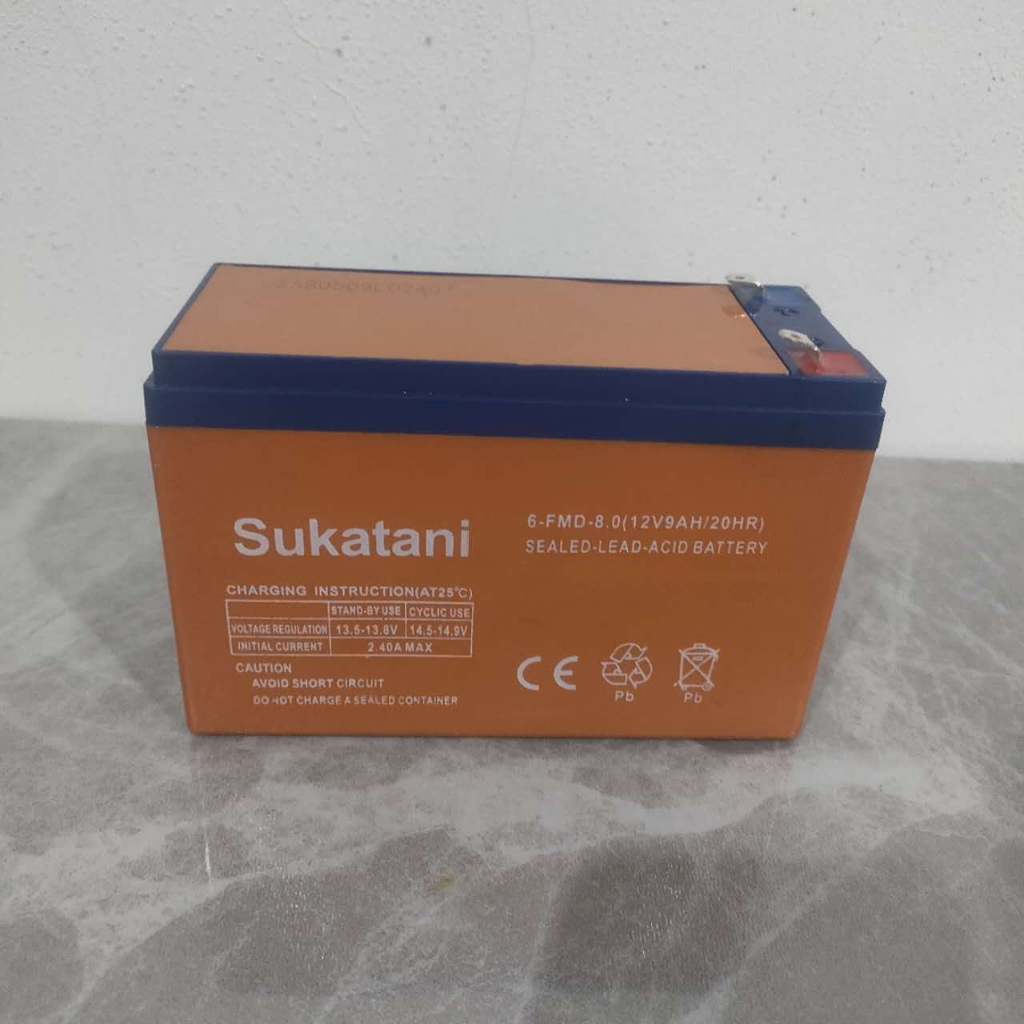 Sukatani
6-FMD-8.0(12V9AH/20HR)
SEALED-LEAD-ACID BATTERY
CHARGING INSTRUCTION(AT25℃)
STAND-BY USE CYCLIC USE
VOLTAGE REGULATION 13.5-13.8V 14.5-14.9V
INITIAL CURRENT 2.40A MAX
CAUTION
AVOID SHORT CIRCUIT
DO NOT CHARGE A SEALED CONTAINER
CE
Pb
Pb